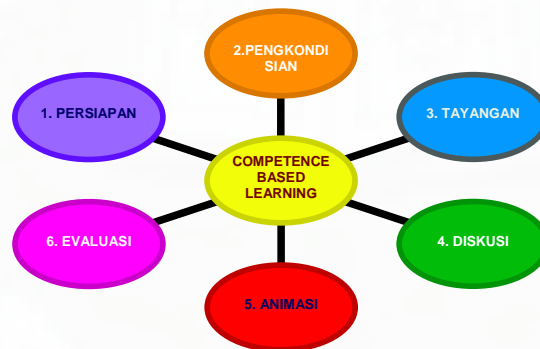 1. PERSIAPAN
2.PENGKONDI
SIAN
3. TAYANGAN
COMPETENCE
BASED
LEARNING
4. DISKUSI
5. ANIMASI
6. EVALUASI